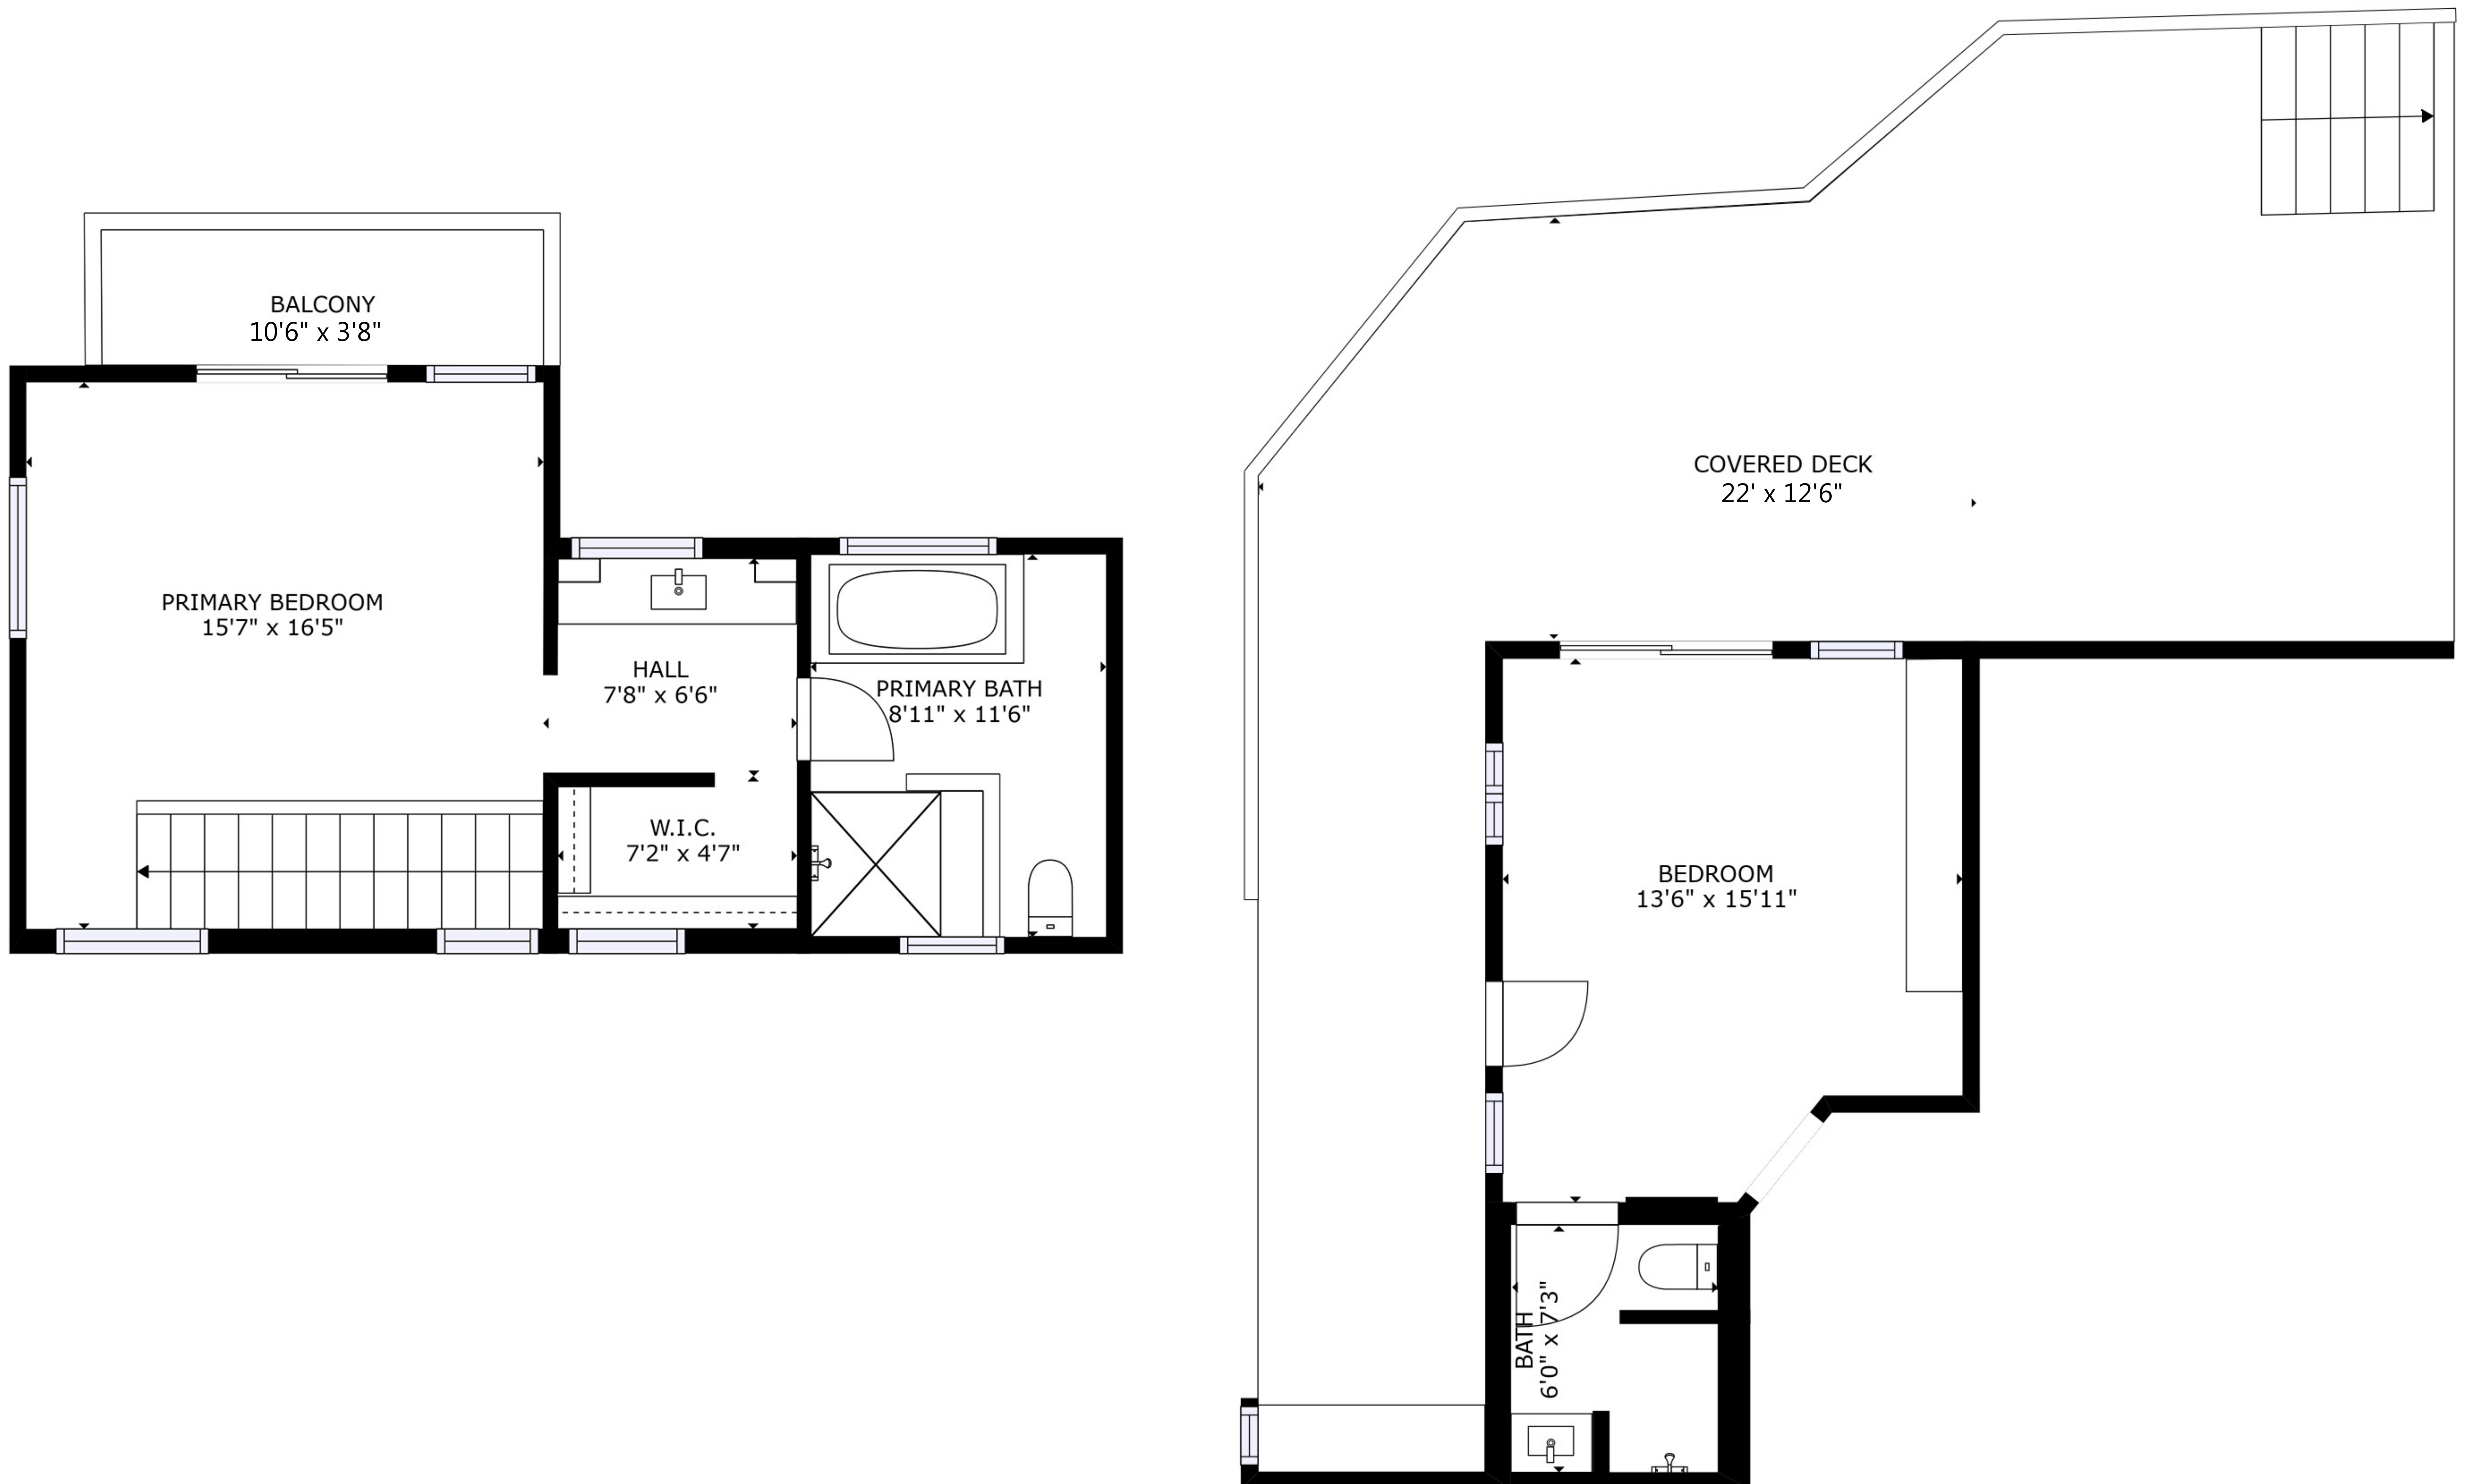 BALCONY
10'6" x 3'8"
PRIMARY BEDROOM
15'7" x 16'5"
HALL
7'8" x 6'6"
PRIMARY BATH
8'11" x 11'6"
W.I.C.
7'2" x 4'7"
COVERED DECK
22' x 12'6"
BEDROOM
13'6" x 15'11"
BATH
6'0" x 7'3"